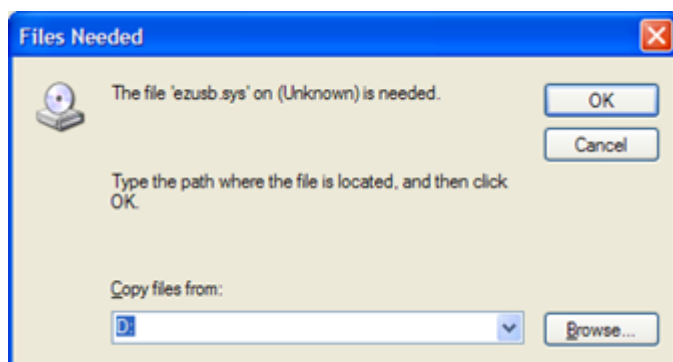 Files Needed
The file 'ezusb.sys' on (Unknown) is needed.
OK
Cancel
Type the path where the file is located, and then click
OK.
Copy files from:
D:
Browse...